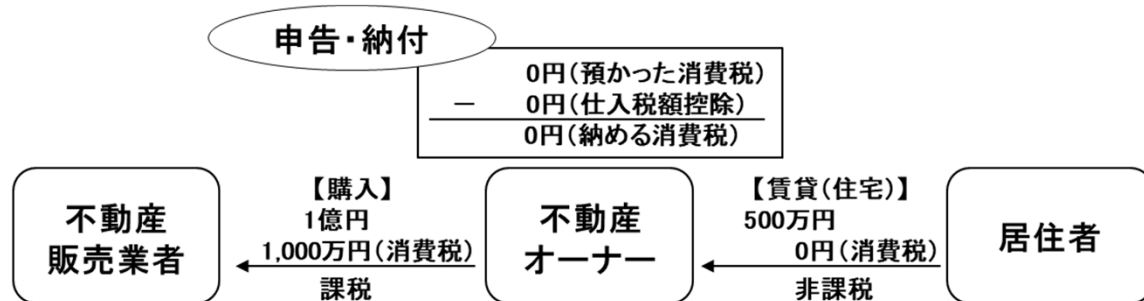 申告・納付
0円(預かった消費税)
－ 0円(仕入税額控除)
0円(納める消費税)
不動産
販売業者
【購入】
1億円
1,000万円(消費税)
課税
不動産
オーナー
【賃貸(住宅)】
500万円
0円(消費税)
非課税
居住者